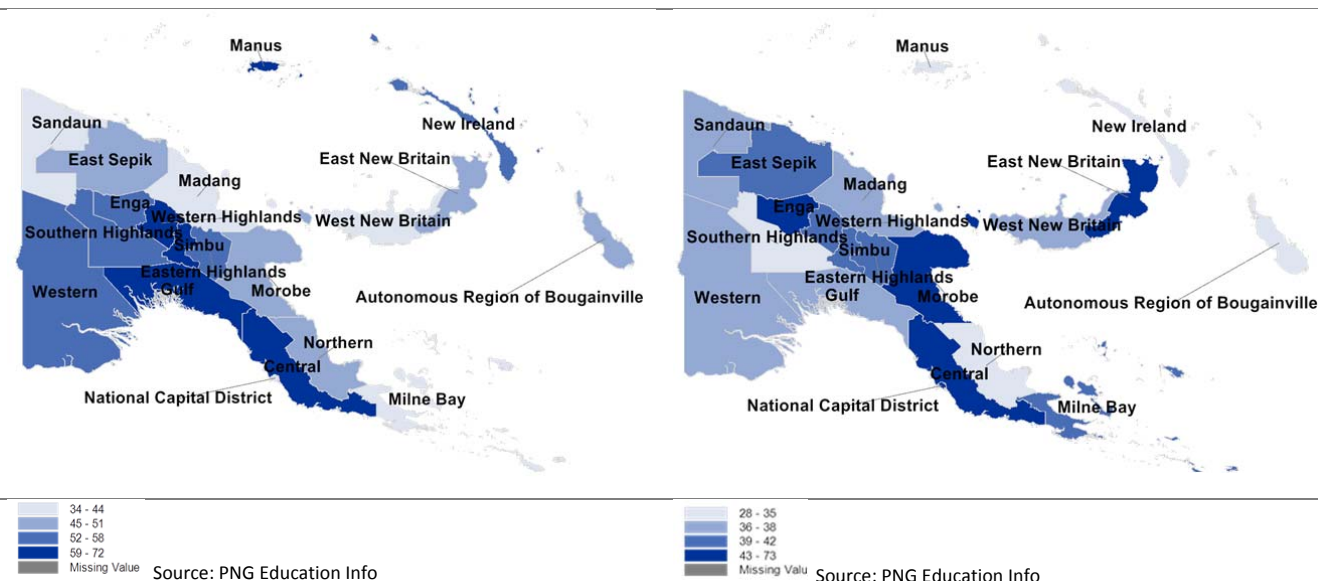 Manus
New Ireland
Sandaun
East New Britain
East Sepik
Madang
Enga
Western Highlands
West New Britain
Southern Highlands
Simbu
Eastern Highlands
Western
Gulf
Morobe
Autonomous Region of Bougainville
Northern
Central
National Capital District
Milne Bay
34 - 44
45 - 51
52 - 58
59 - 72
Missing Value
Source: PNG Education Info
Manus
New Ireland
Sandaun
East New Britain
East Sepik
Madang
Enga
Western Highlands
West New Britain
Southern Highlands
Simbu
Eastern Highlands
Western
Gulf
Morobe
Autonomous Region of Bougainville
Northern
Central
National Capital District
Milne Bay
28 - 35
36 - 38
39 - 42
43 - 73
Missing Valu
Source: PNG Education Info